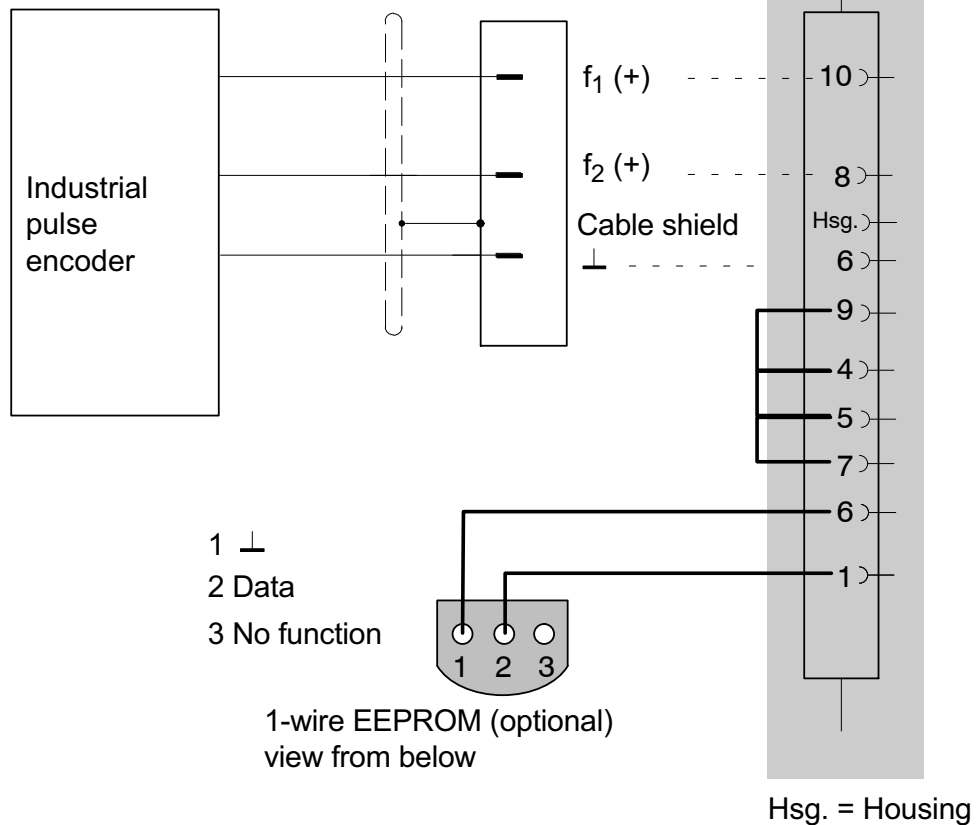 Industrial
pulse
encoder
f₁ (+)
f₂ (+)
Cable shield
10
8
Hsg.
6
9
4
5
7
6
1
1 ⊥
2 Data
3 No function
1 2 3
1-wire EEPROM (optional)
view from below
Hsg. = Housing